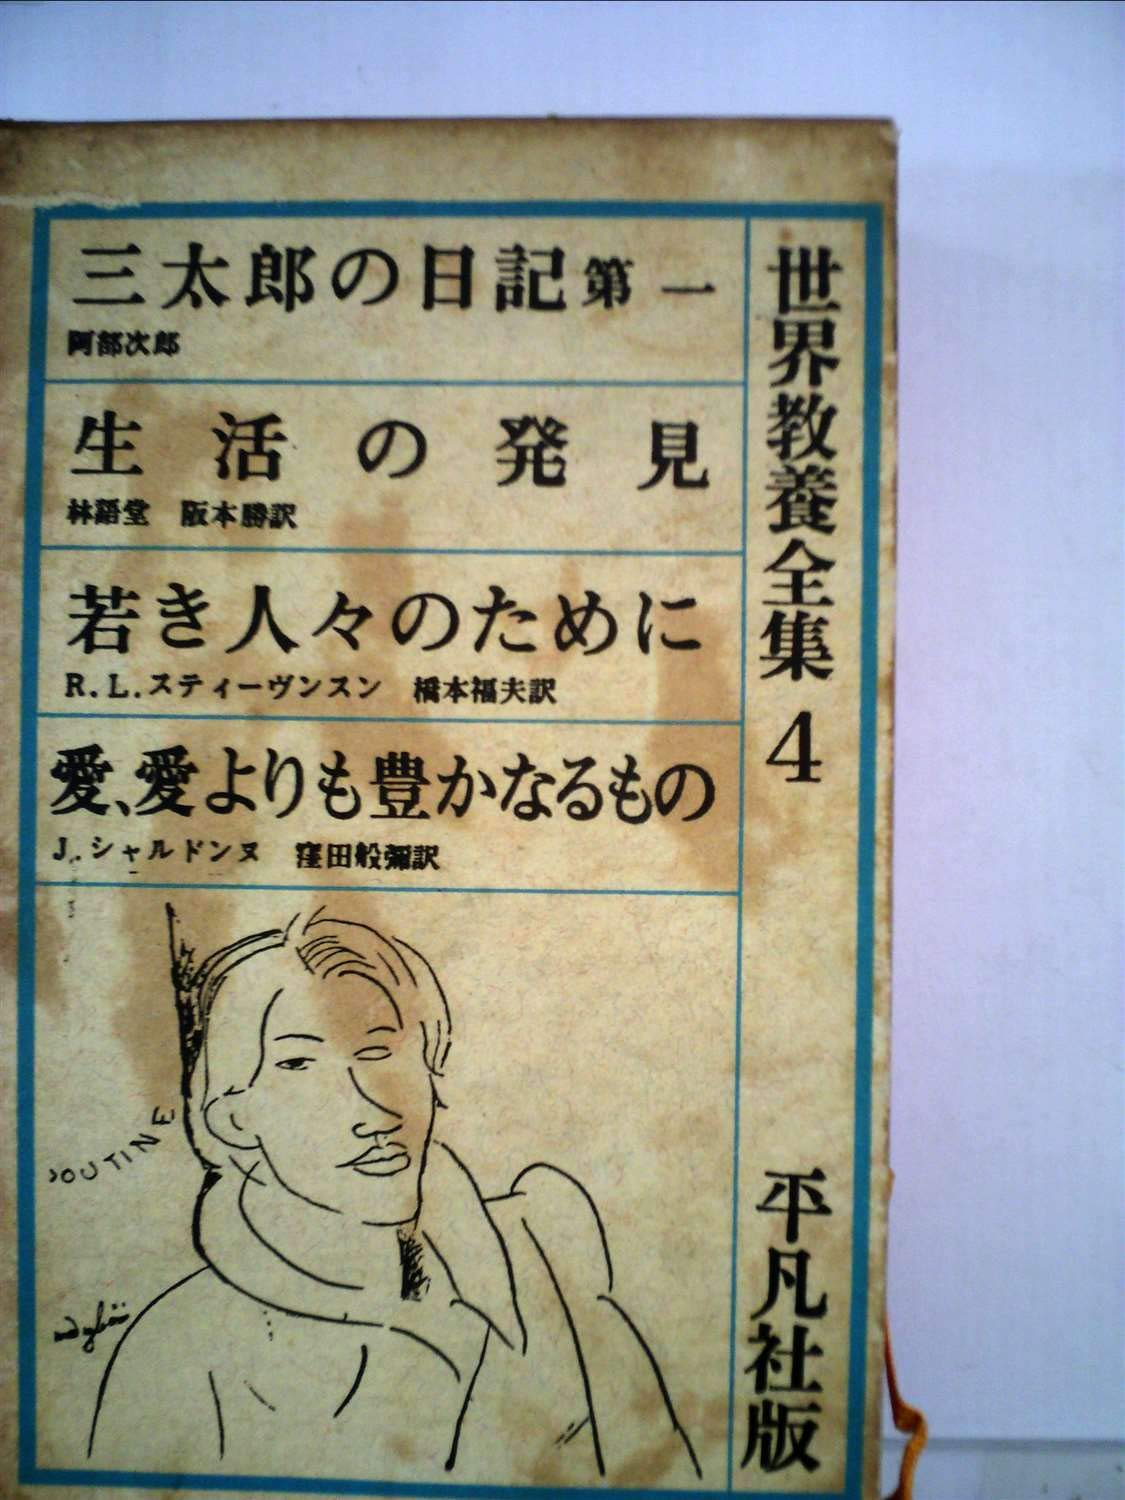 世界教養全集 4
平凡社版
三太郎の日記第一
阿部次郎
生活の発見
林語堂 阪本勝訳
若き人々のために
R.L.スティーヴンスン 橋本福夫訳
愛、愛よりも豊かなるもの
J.シャルドンヌ 窪田般彌訳
OUTINE